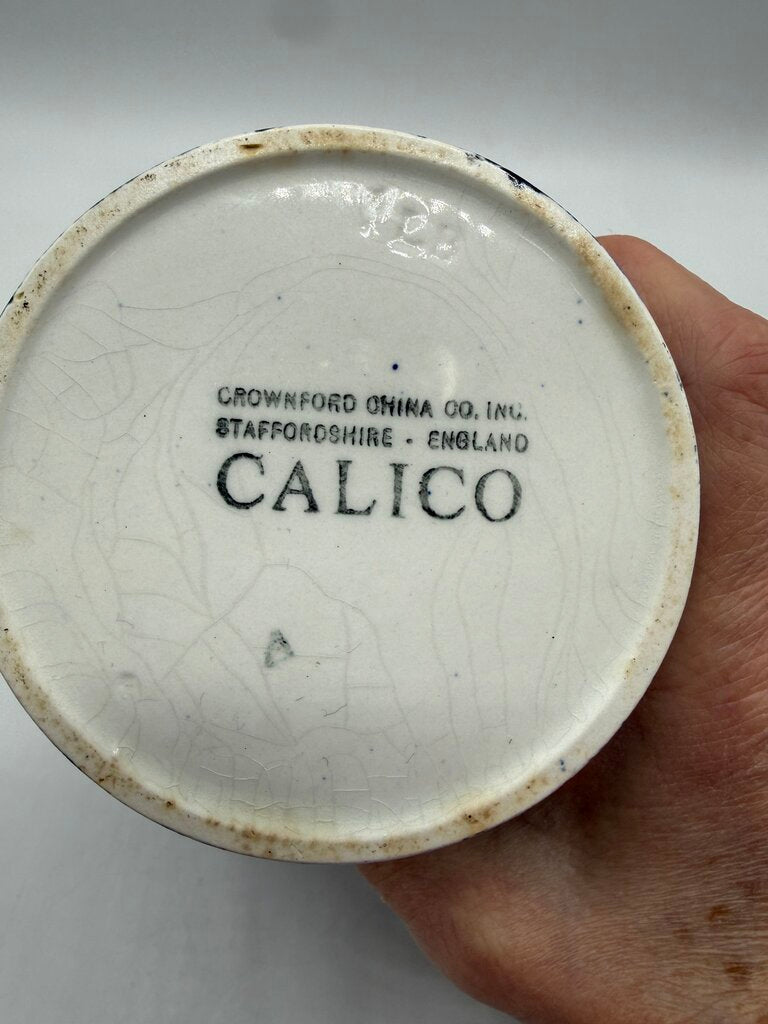 CROWNFORD CHINA CO. INC.
STAFFORDSHIRE - ENGLAND
CALICO
A